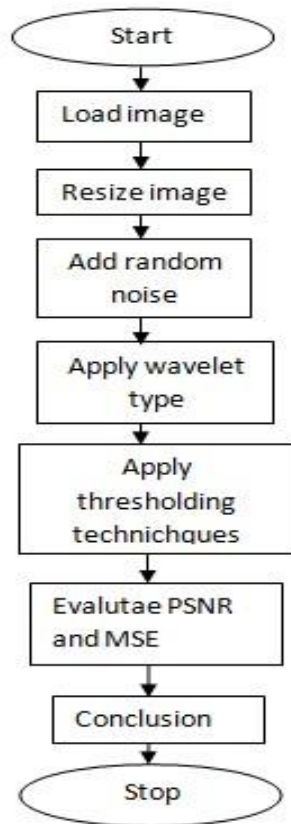 Start
Load image
Resize image
Add random
noise
Apply wavelet
type
Apply
thresholding
technichques
Evalutae PSNR
and MSE
Conclusion
Stop